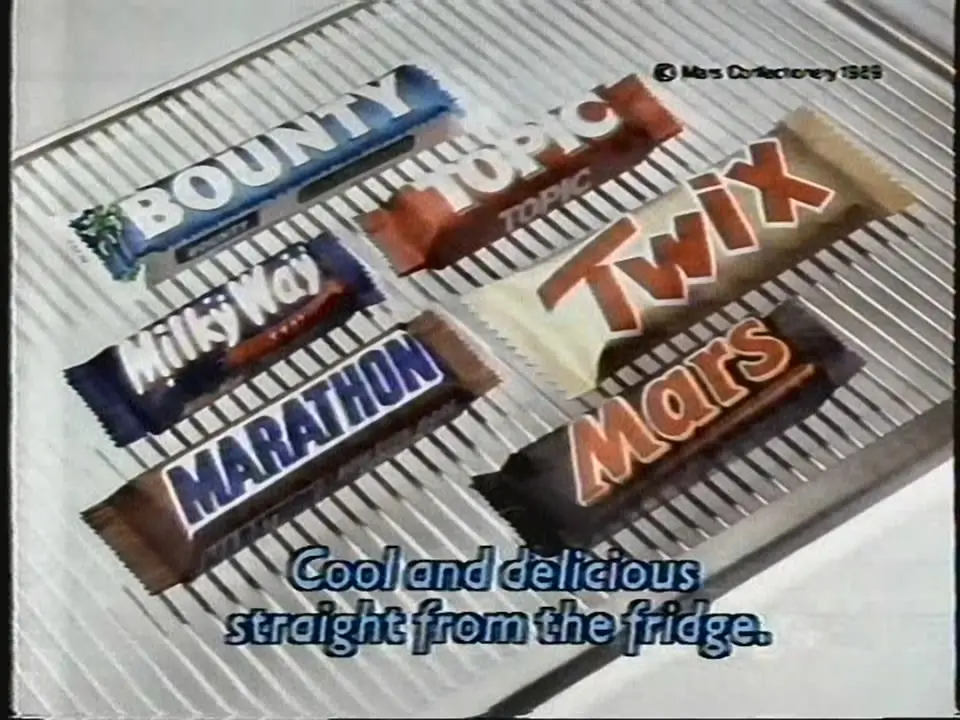 © Mars Confectionery 1989
BOUNTY
TOPIC
TOPIC
Twix
Milky Way
MARATHON
Mars
Cool and delicious
straight from the fridge.